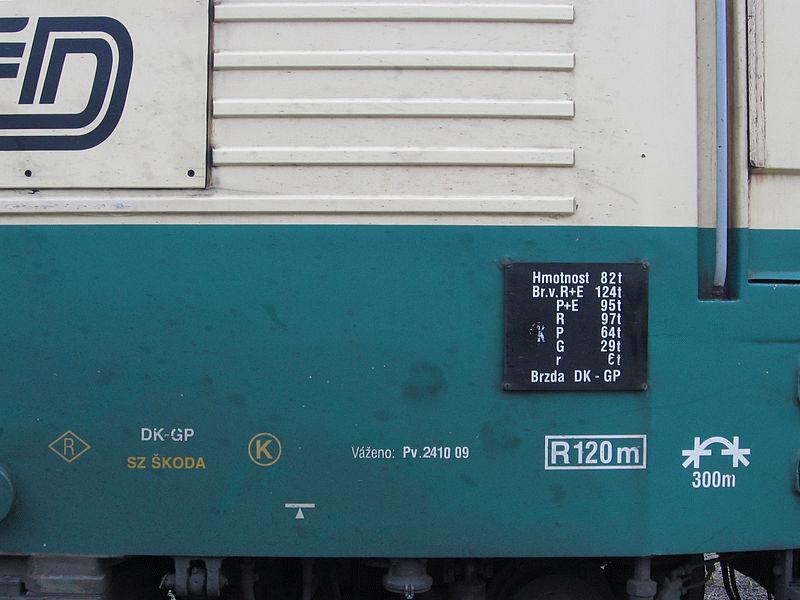 Hmotnost 82t
Br.v. R+E 124t
P+E 95t
R 97t
P 64t
G 29t
r €t
Brzda DK - GP
R
DK-GP
SZ ŠKODA
K
Váženo: Pv.2410 09
R120m
300m